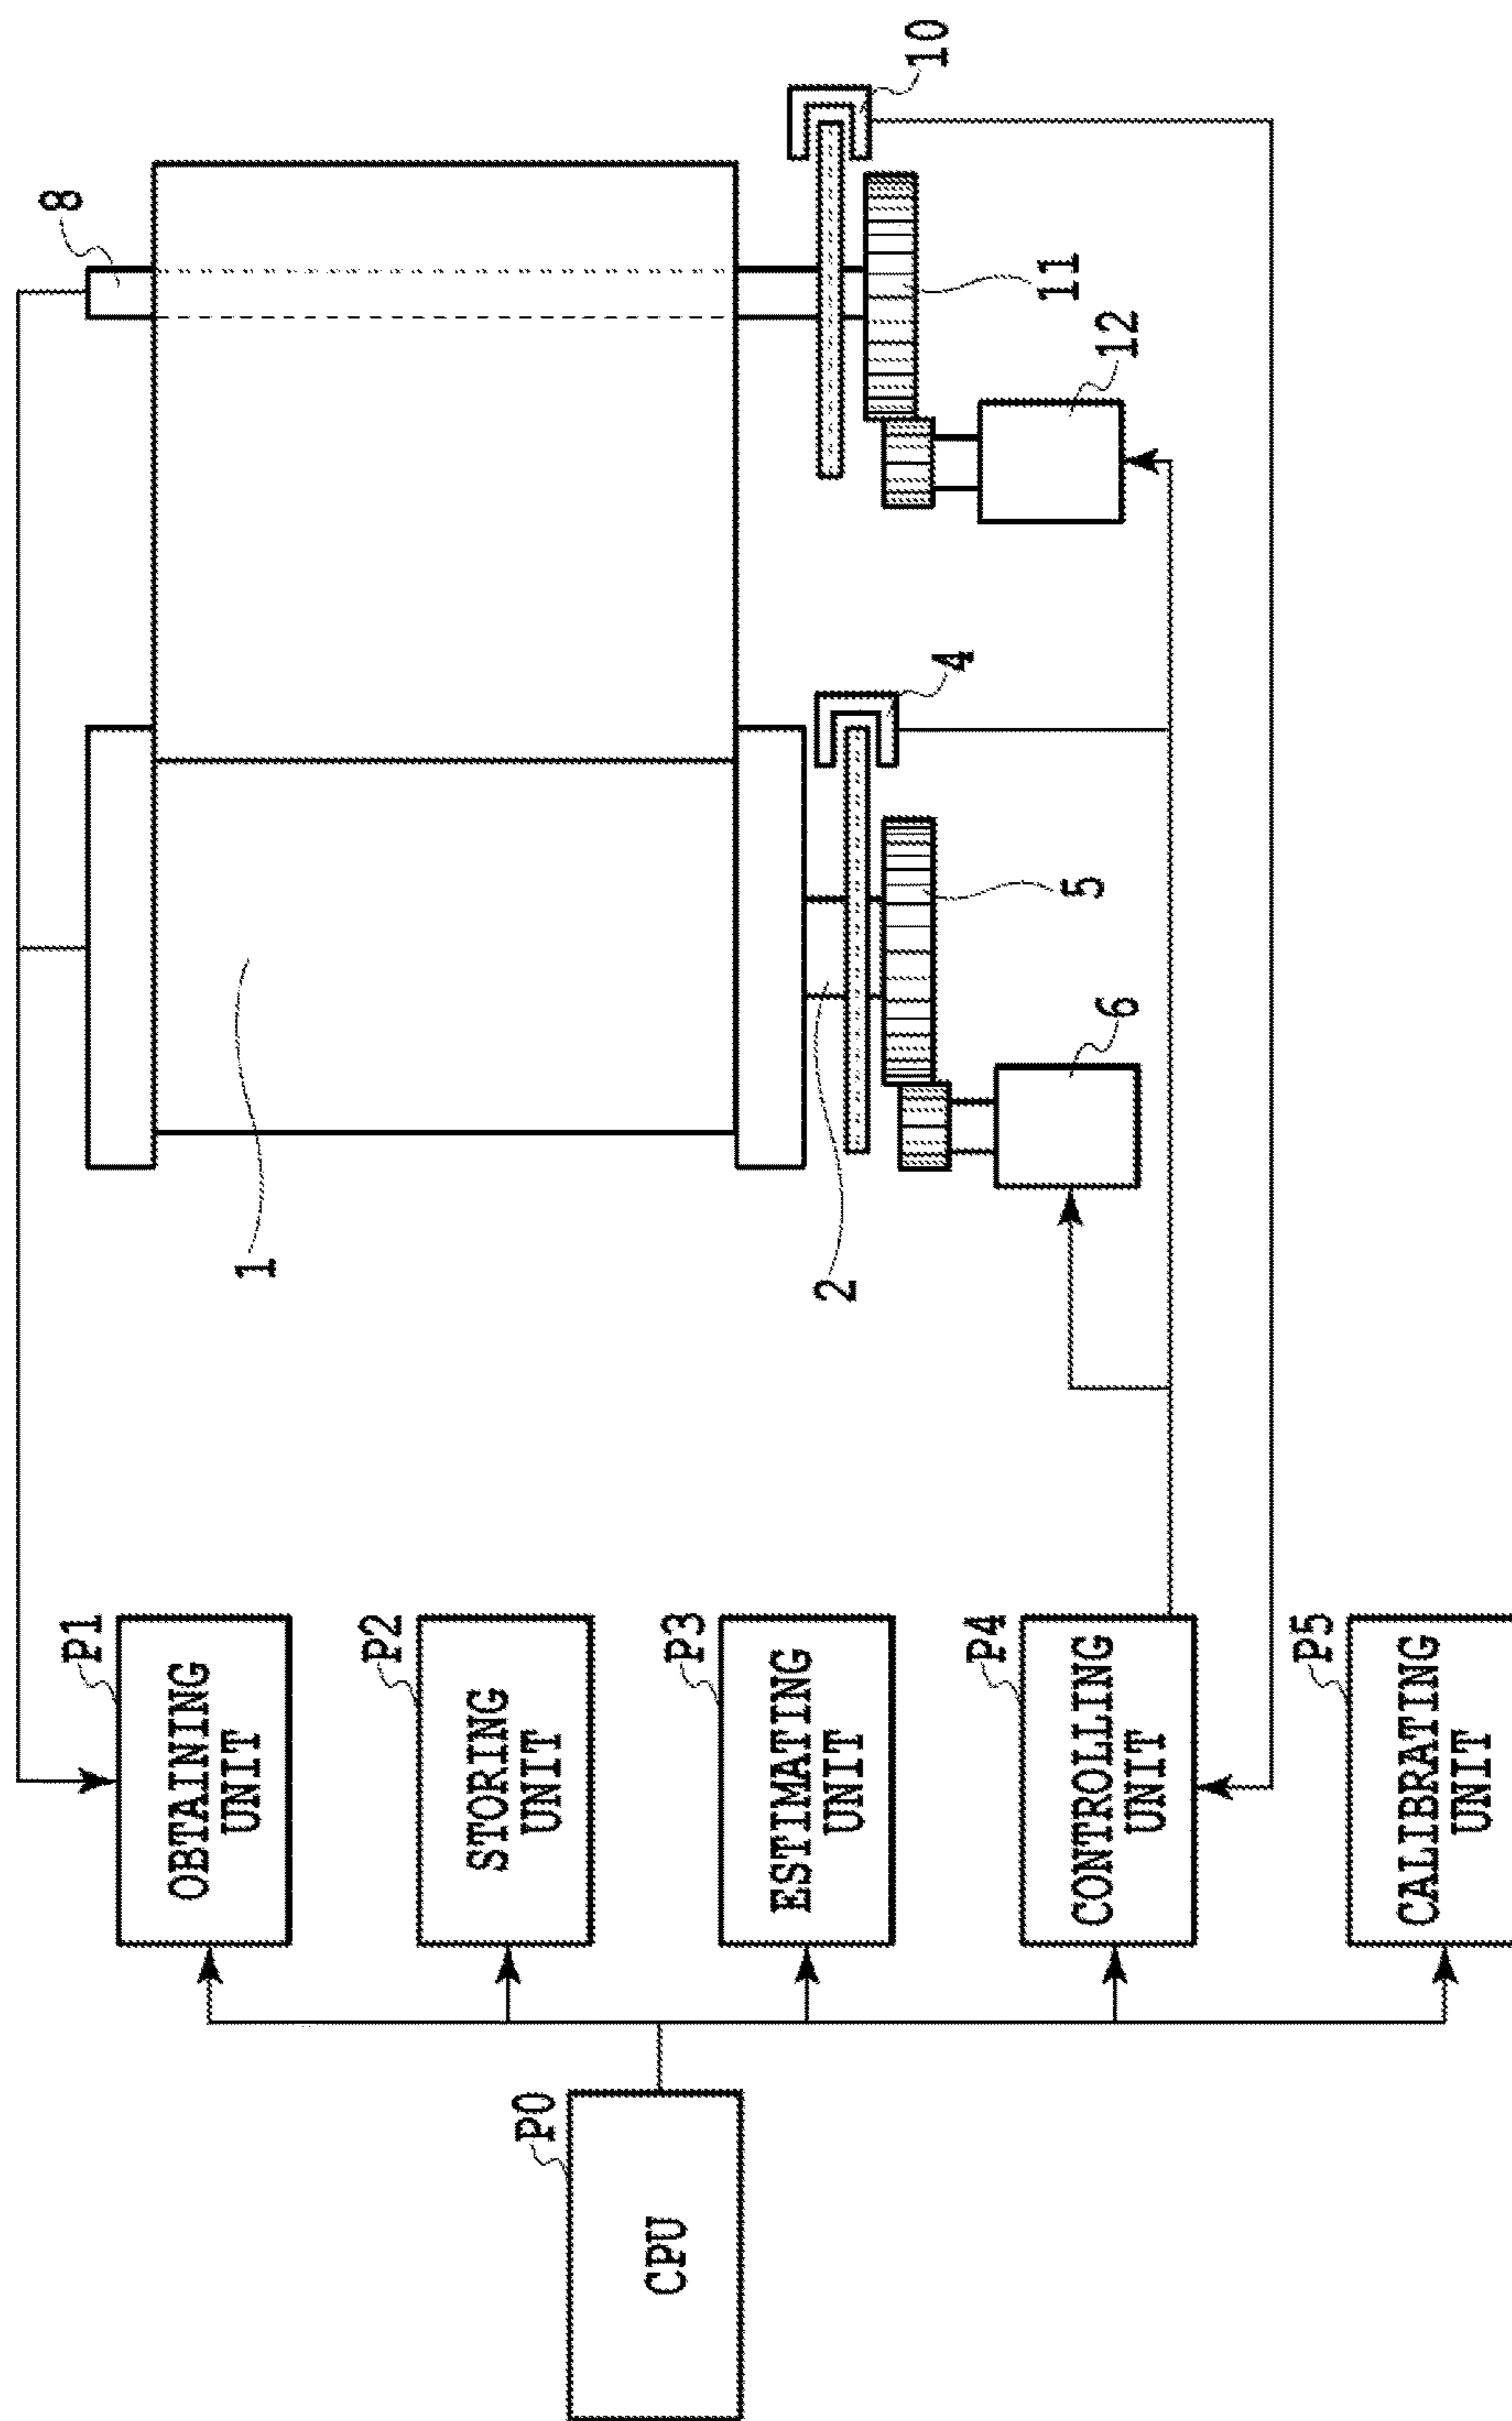 P0
CPU
P1
OBTAINING
UNIT
P2
STORING
UNIT
P3
ESTIMATING
UNIT
P4
CONTROLLING
UNIT
P5
CALIBRATING
UNIT
1
2
4
5
6
8
10
11
12